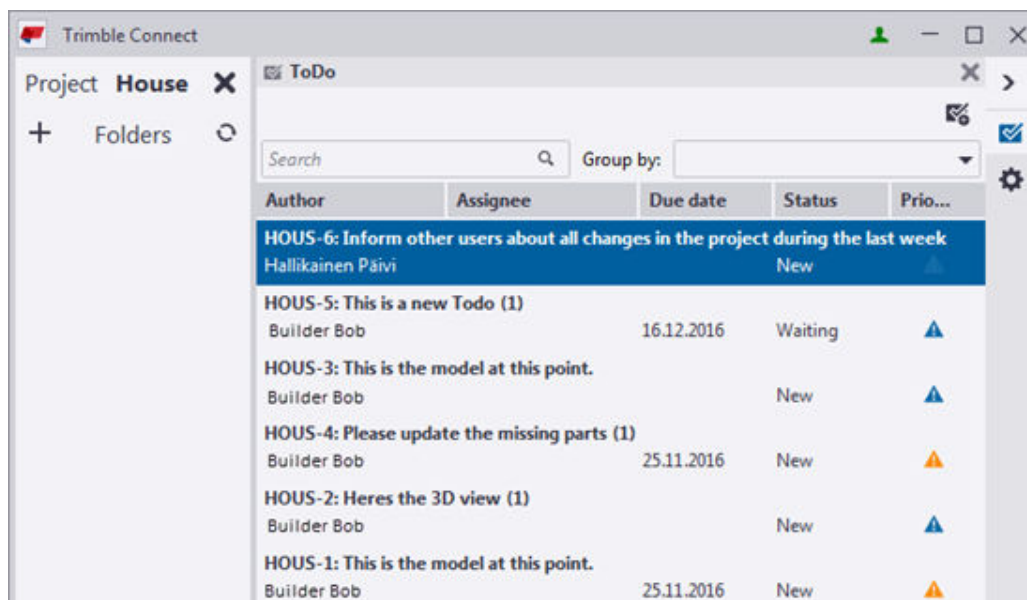 Trimble Connect
Project House
Folders
ToDo
Search
Group by:
Author Assignee Due date Status Prio...
HOUS-6: Inform other users about all changes in the project during the last week
Hallikainen Päivi New
HOUS-5: This is a new Todo (1)
Builder Bob 16.12.2016 Waiting
HOUS-3: This is the model at this point.
Builder Bob New
HOUS-4: Please update the missing parts (1)
Builder Bob 25.11.2016 New
HOUS-2: Heres the 3D view (1)
Builder Bob New
HOUS-1: This is the model at this point.
Builder Bob 25.11.2016 New